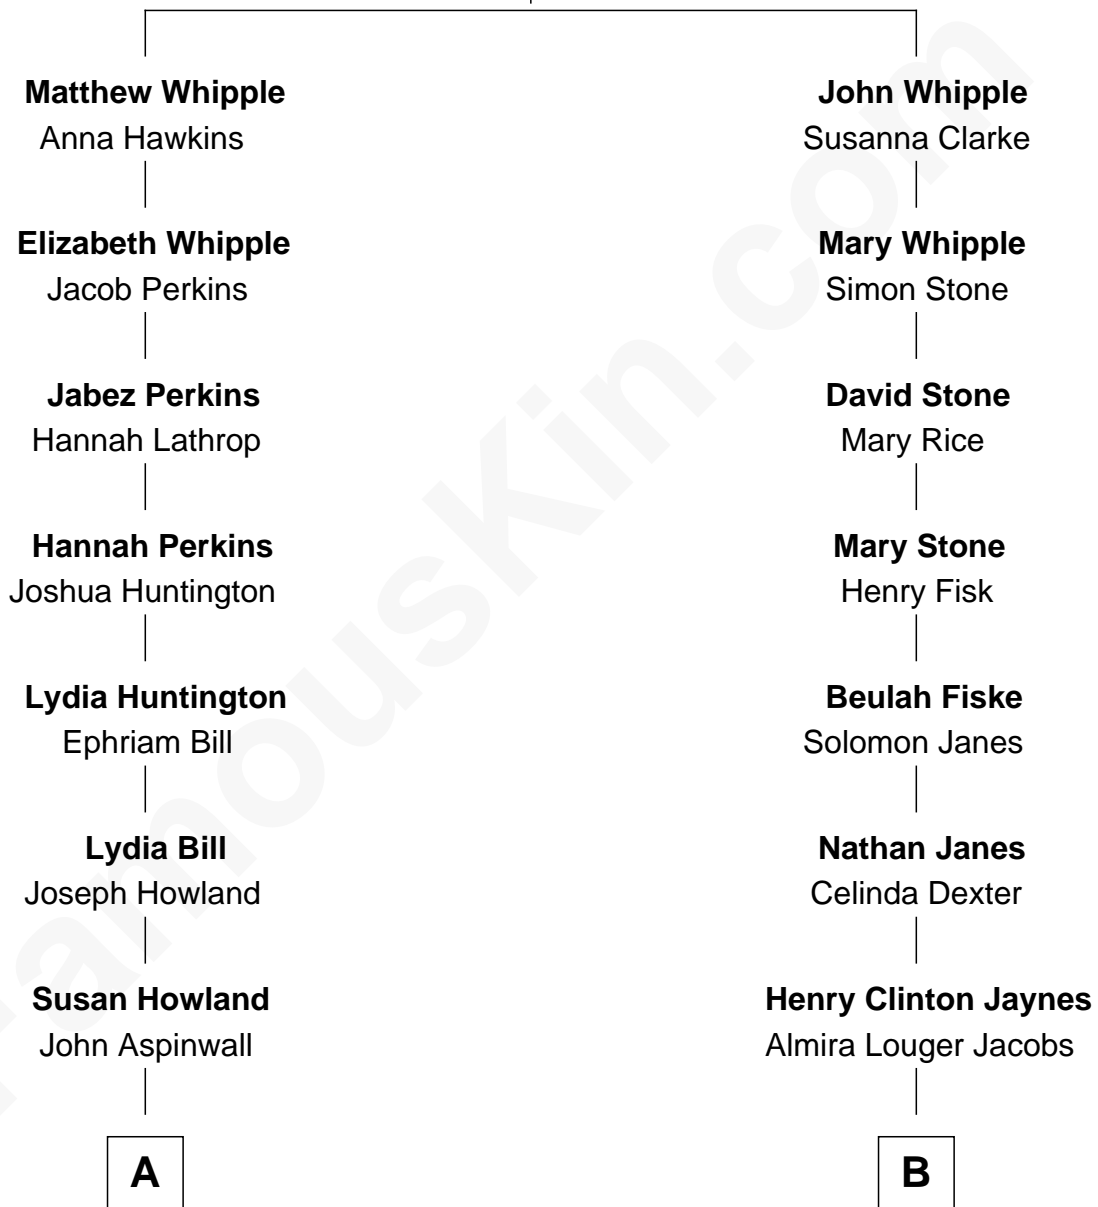 Matthew Whipple
Anna Hawkins
Elizabeth Whipple
Jacob Perkins
Jabez Perkins
Hannah Lathrop
Hannah Perkins
Joshua Huntington
Lydia Huntington
Ephriam Bill
Lydia Bill
Joseph Howland
Susan Howland
John Aspinwall
A
John Whipple
Susanna Clarke
Mary Whipple
Simon Stone
David Stone
Mary Rice
Mary Stone
Henry Fisk
Beulah Fiske
Solomon Janes
Nathan Janes
Celinda Dexter
Henry Clinton Jaynes
Almira Louger Jacobs
B
FamousKin.com